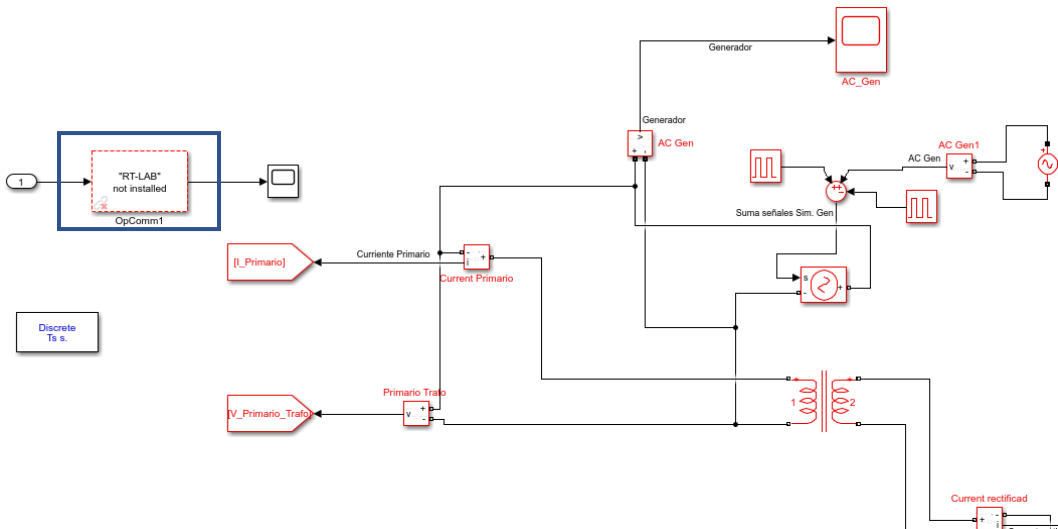 Generador
AC_Gen
Generador
>
+ -
AC Gen
AC Gen1
AC Gen
v + -
+
1
"RT-LAB"
not installed
OpComm1
++
-
Suma señales Sim. Gen
Curriente Primario
[I_Primario]
- i +
Current Primario
s
- +
Discrete
Ts s.
Primario Trafo
[V_Primario_Trafo]
v + -
+ +
1 2
Current rectificad
+ - i